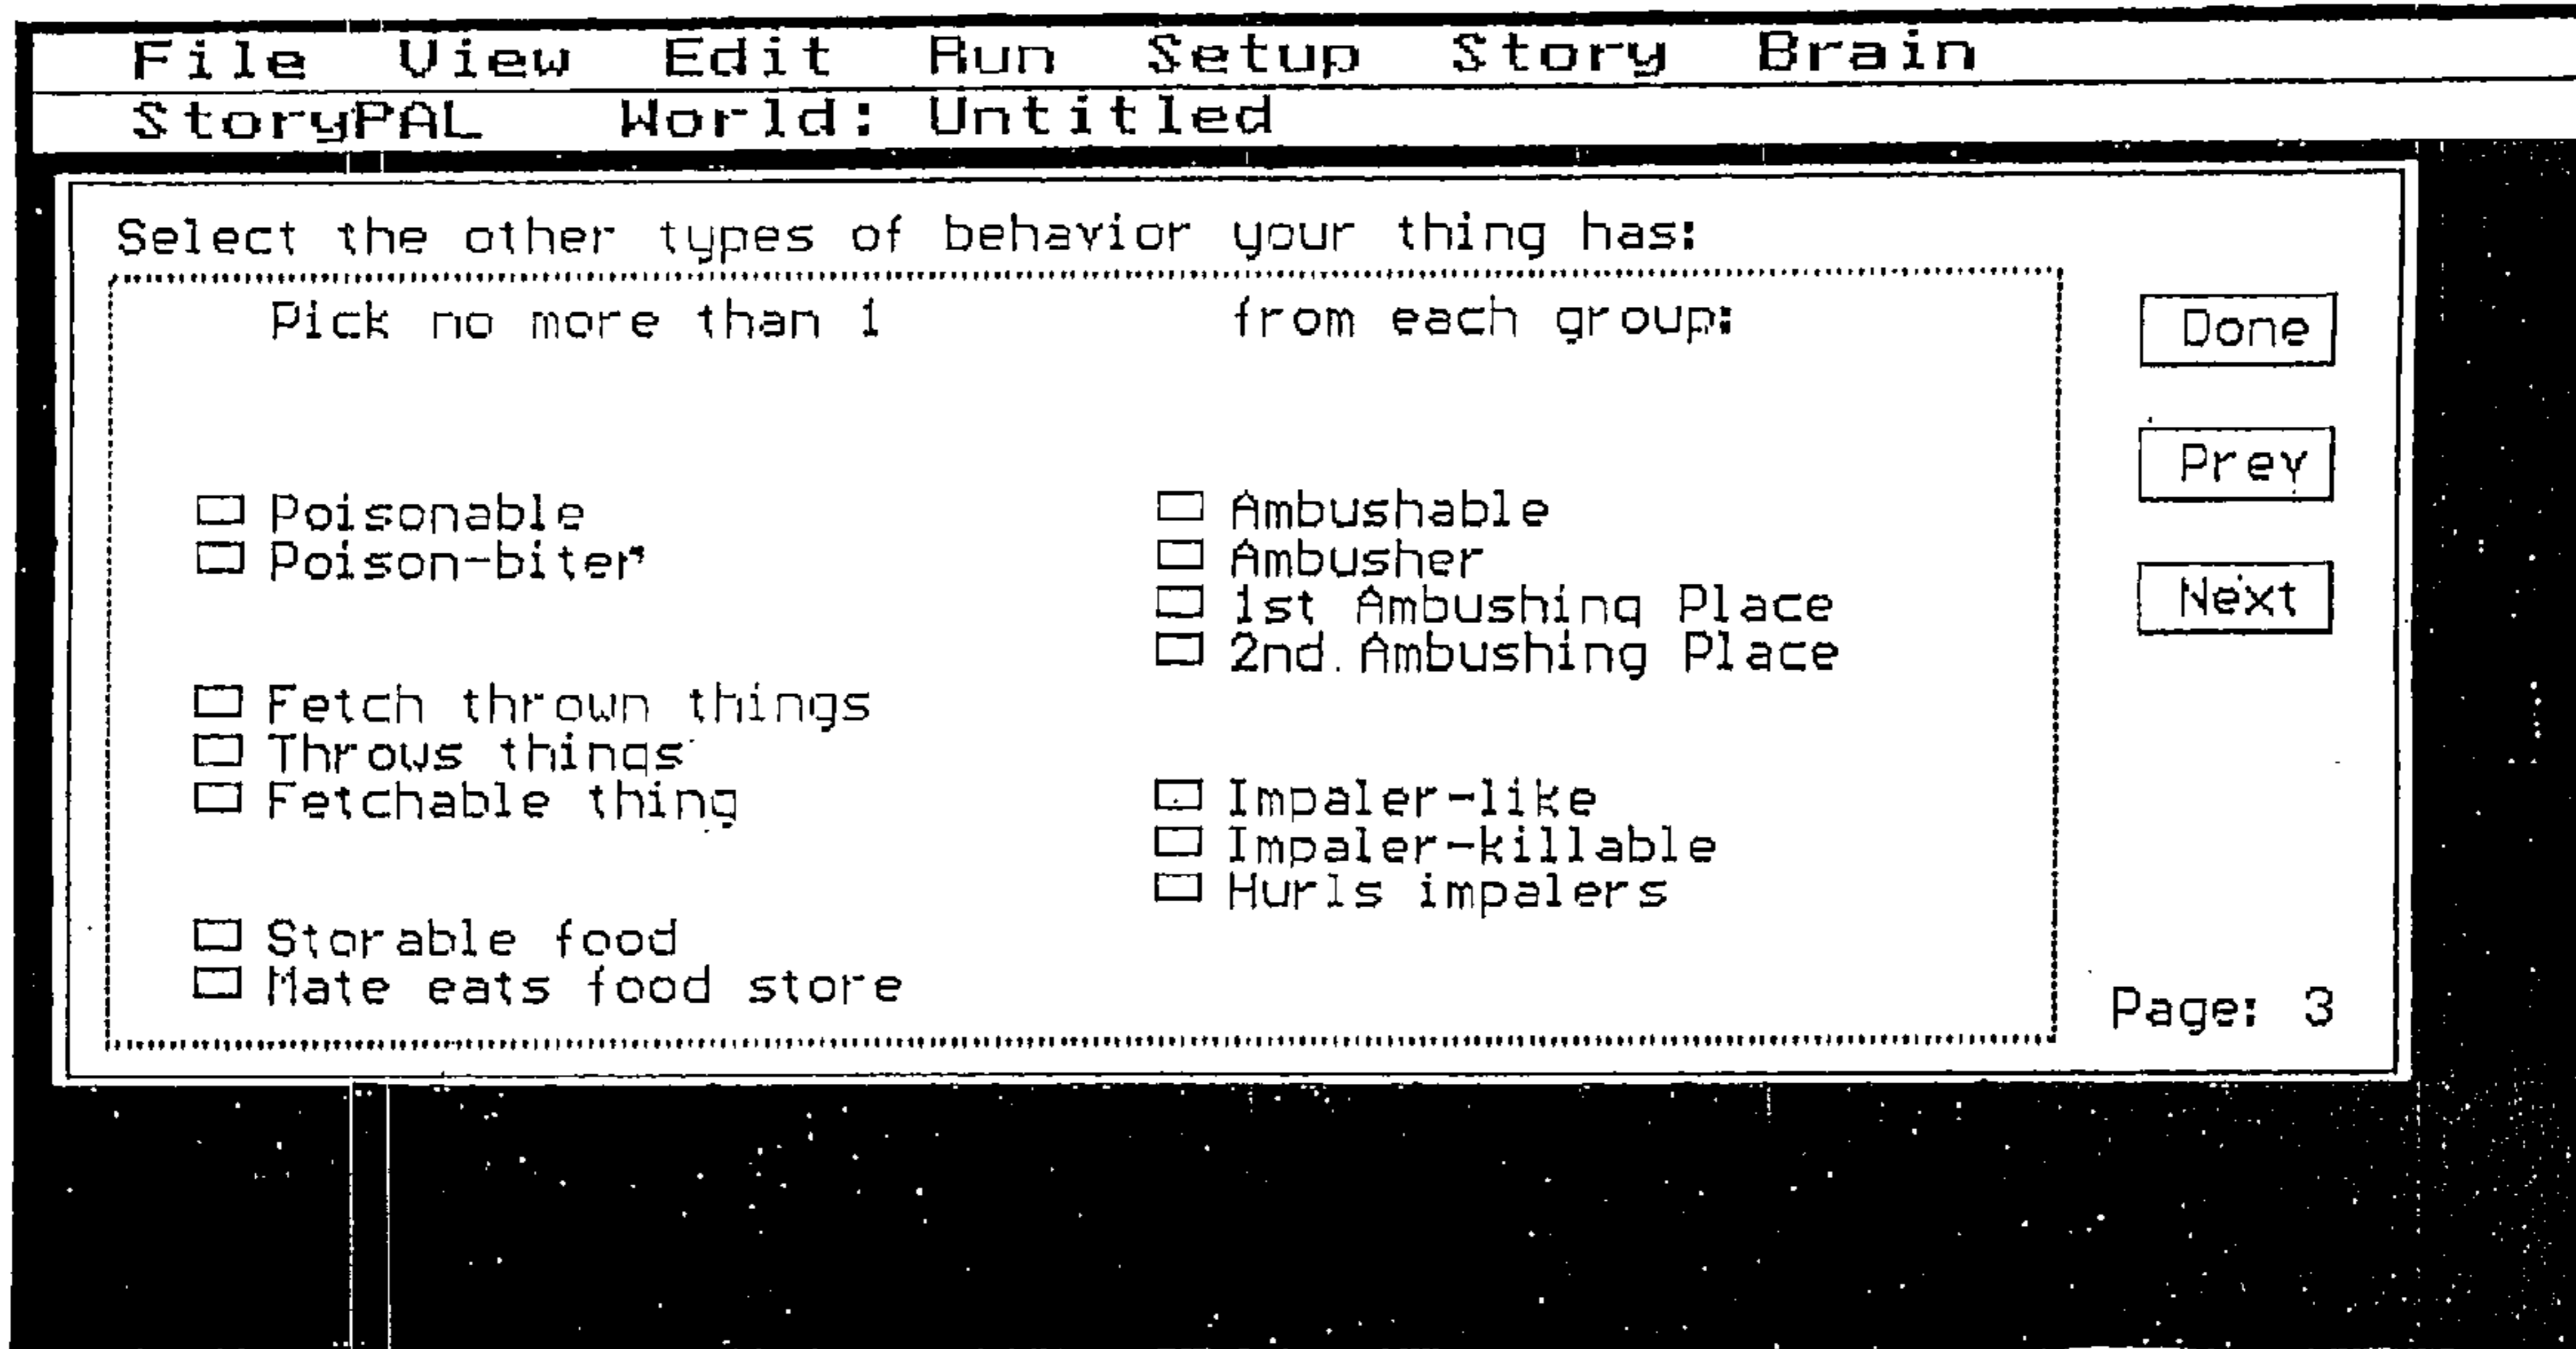 File View Edit Run Setup Story Brain
StoryPAL World: Untitled
Select the other types of behavior your thing has:
Pick no more than 1 from each group:
Poisonable
Poison-biter
Fetch thrown things
Throws things
Fetchable thing
Storable food
Mate eats food store
Ambushable
Ambusher
1st Ambushing Place
2nd Ambushing Place
Impaler-like
Impaler-killable
Hurls impalers
Done
Prev
Next
Page: 3